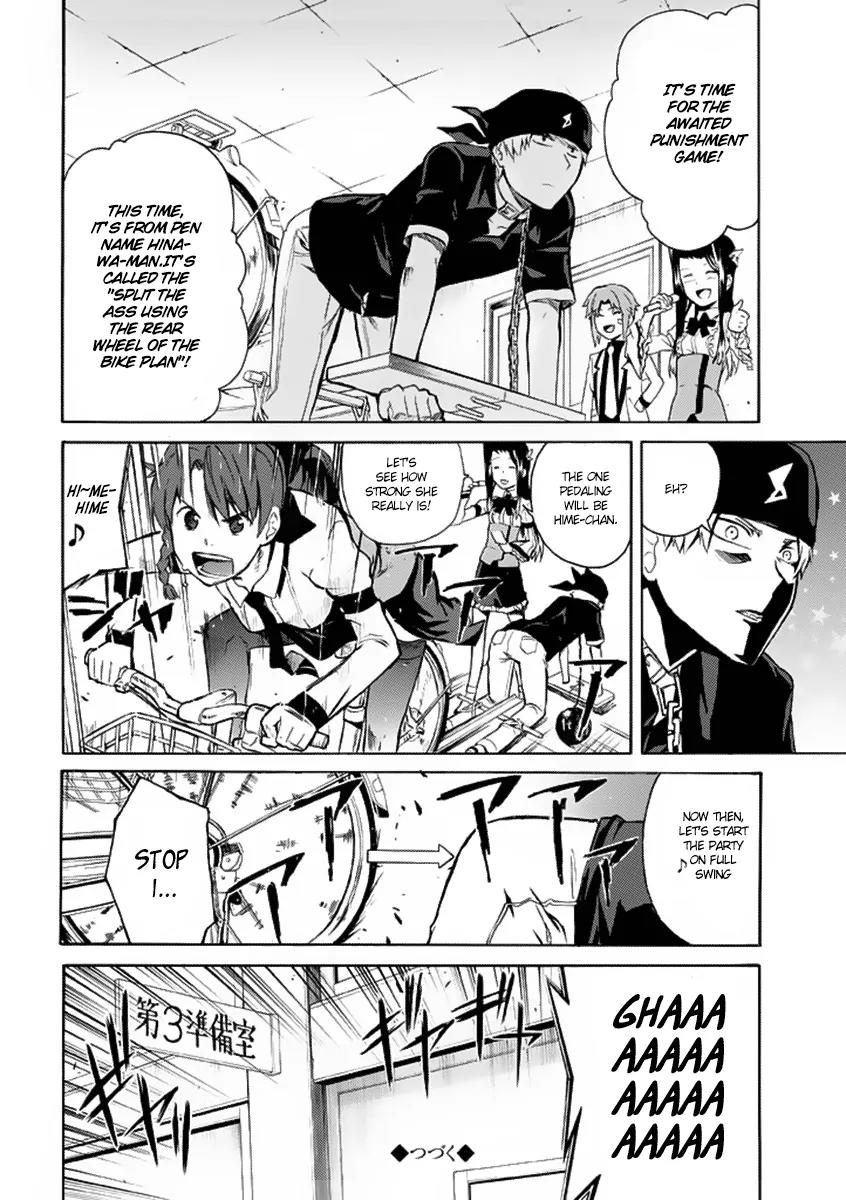 IT'S TIME
FOR THE
AWAITED
PUNISHMENT
GAME!
THIS TIME,
IT'S FROM PEN
NAME HINA-
WA-MAN.IT'S
CALLED THE
"SPLIT THE
ASS USING
THE REAR
WHEEL OF THE
BIKE PLAN"!
EH?
THE ONE
PEDALING
WILL BE
HIME-CHAN.
LET'S
SEE HOW
STRONG SHE
REALLY IS!
HI~ME-
HIME
♪
NOW THEN,
LET'S START
THE PARTY
♪ ON FULL
SWING
STOP
I...
GHAAA
AAAAA
AAAAA
AAAAA
第3準備室
◆つづく◆